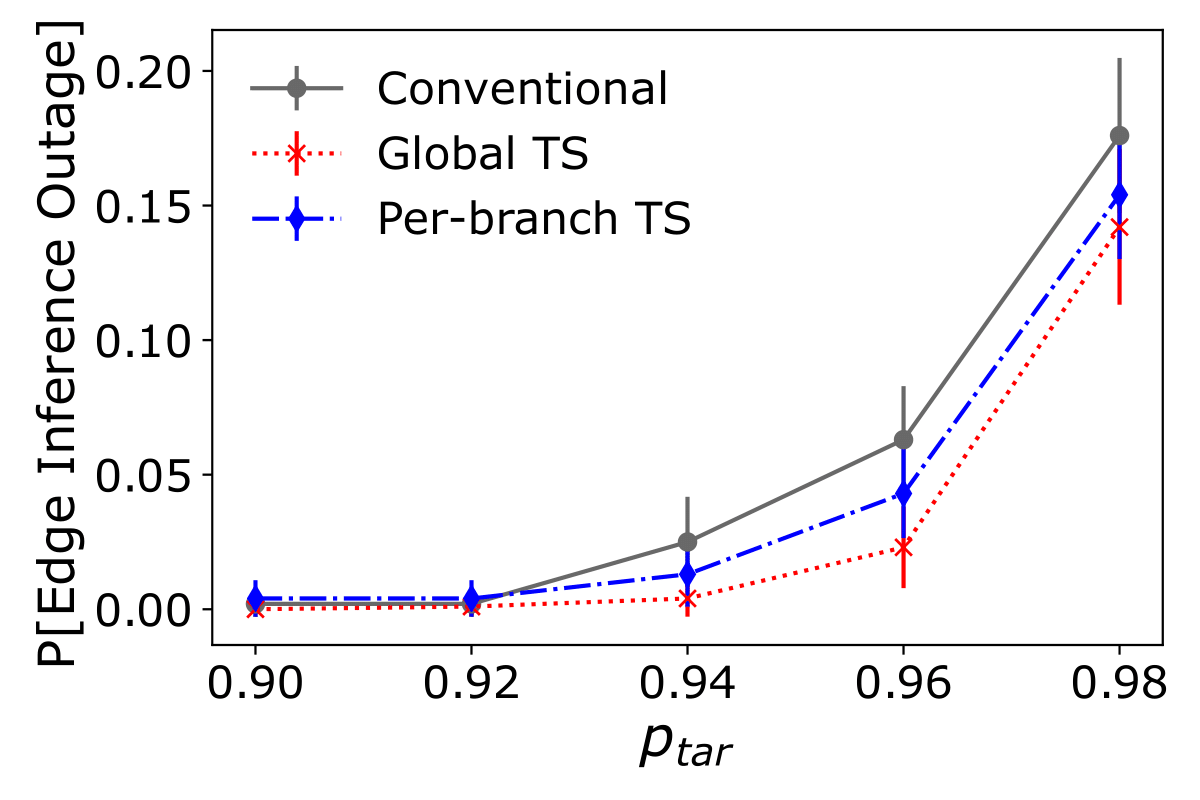 P[Edge Inference Outage]
0.20
0.15
0.10
0.05
0.00
Conventional
Global TS
Per-branch TS
0.90 0.92 0.94 0.96 0.98
p_tar